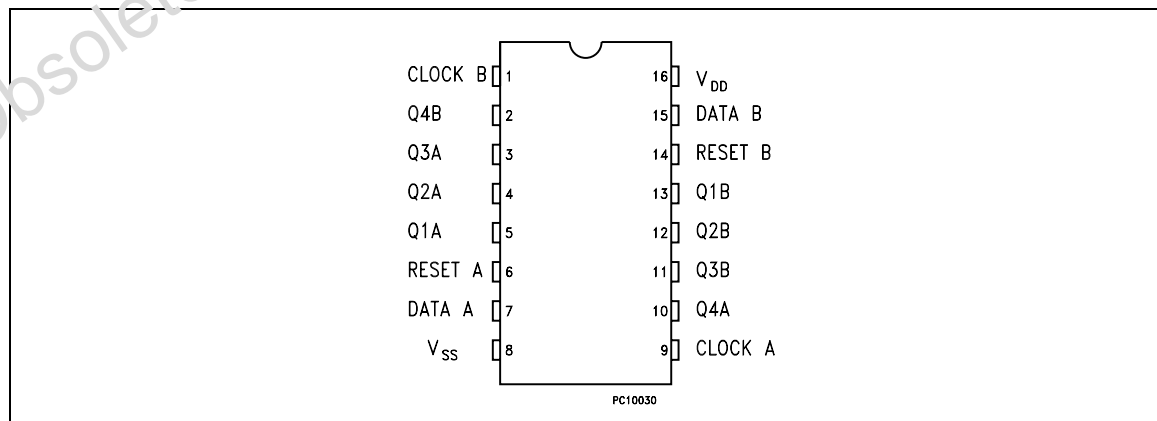 obsolete
CLOCK B 1 16 VDD
Q4B 2 15 DATA B
Q3A 3 14 RESET B
Q2A 4 13 Q1B
Q1A 5 12 Q2B
RESET A 6 11 Q3B
DATA A 7 10 Q4A
VSS 8 9 CLOCK A
PC10030